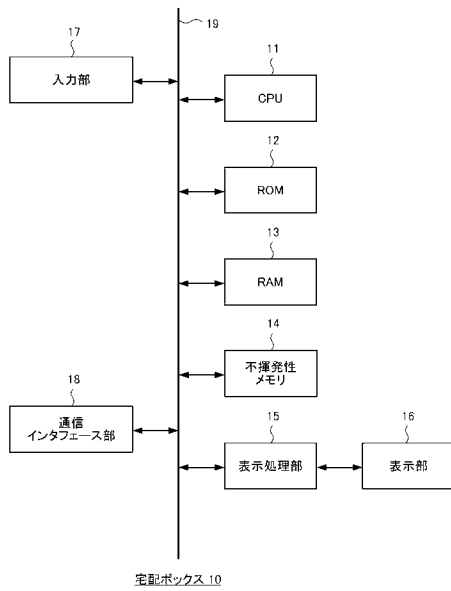 17
19
入力部
11
CPU
12
ROM
13
RAM
14
不揮発性
メモリ
18
通信
インタフェース部
15
表示処理部
16
表示部
宅配ボックス 10